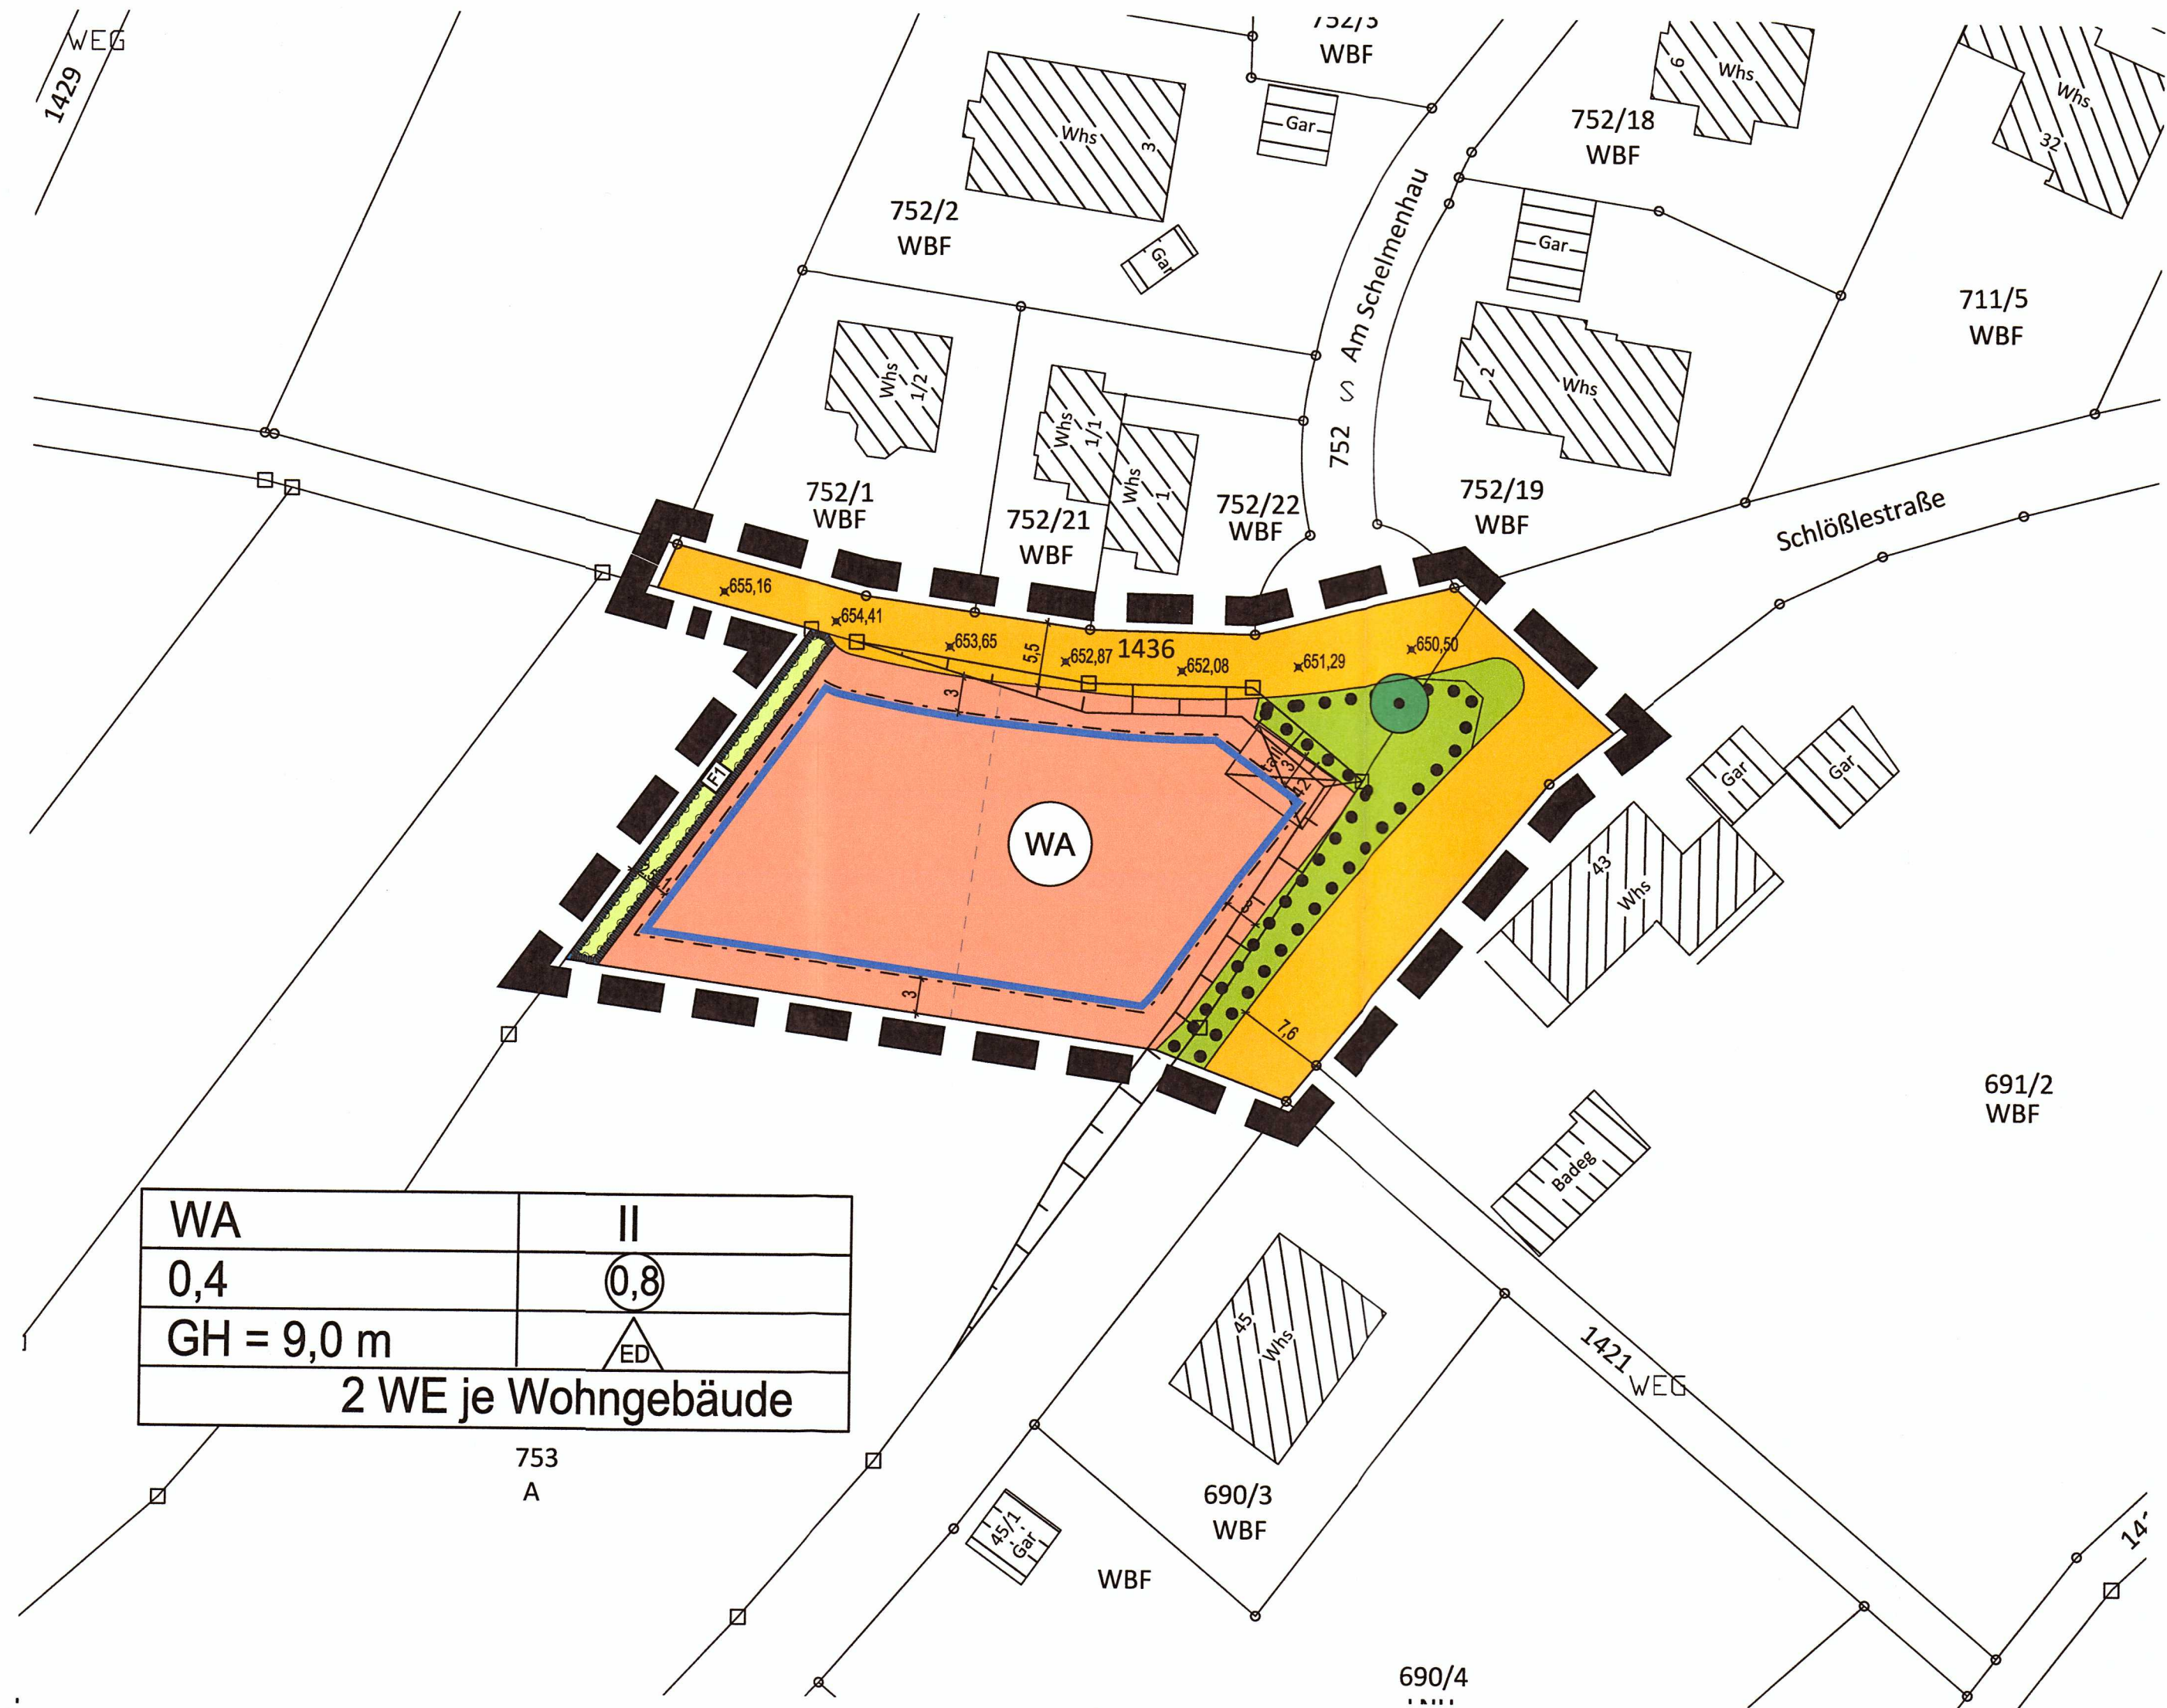 WEG
1429
752/3
WBF
Whs
3
Gar
752/2
WBF
Gar
Am Schelmenhau
752
S
6
Whs
752/18
WBF
Gar
Whs
32
711/5
WBF
Whs
1/2
Whs
1/1
Whs
1
2
Whs
752/1
WBF
752/21
WBF
752/22
WBF
752/19
WBF
Schlößlestraße
655,16
654,41
653,65
652,87
1436
652,08
651,29
650,50
5,5
3
F1
WA
3
3
7,6
Gar
Gar
43
Whs
691/2
WBF
Badeg
WA
II
0,4
0,8
GH = 9,0 m
ED
2 WE je Wohngebäude
753
A
45
Whs
1421
WEG
690/3
WBF
45/1
Gar
WBF
690/4